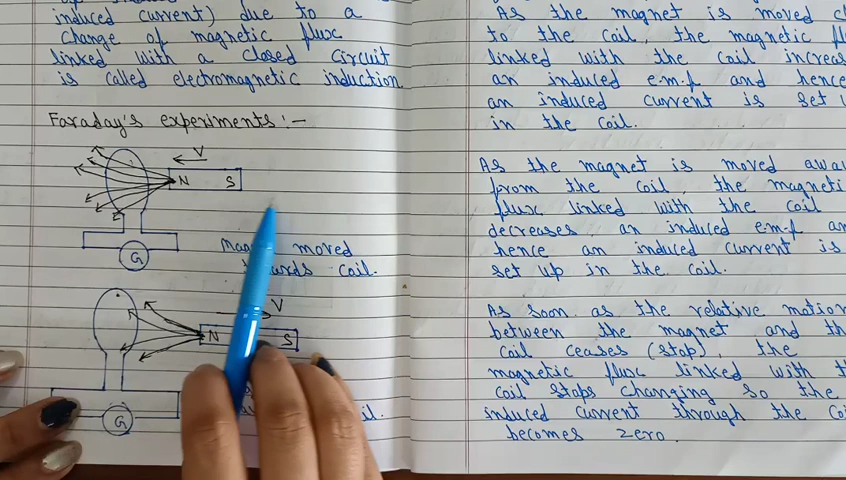 induced current) due to a
change of magnetic flux
linked with a closed circuit
is called electromagnetic induction
Faraday's experiments :-
V
N S
G
moved
coil.
V
N S
G
As the magnet is moved
to the coil, the magnetic
linked with the coil
an induced e.m.f and hence
an induced current is set
in the coil.
As the magnet is moved
from the coil, the
flux linked with the coil
decreases, an induced e.m.f
hence an induced current is
set up in the coil.
As soon as the relative motion
between the magnet and
coil ceases (stop), the
magnetic flux linked with
coil stops changing so the
induced current through the
becomes zero.